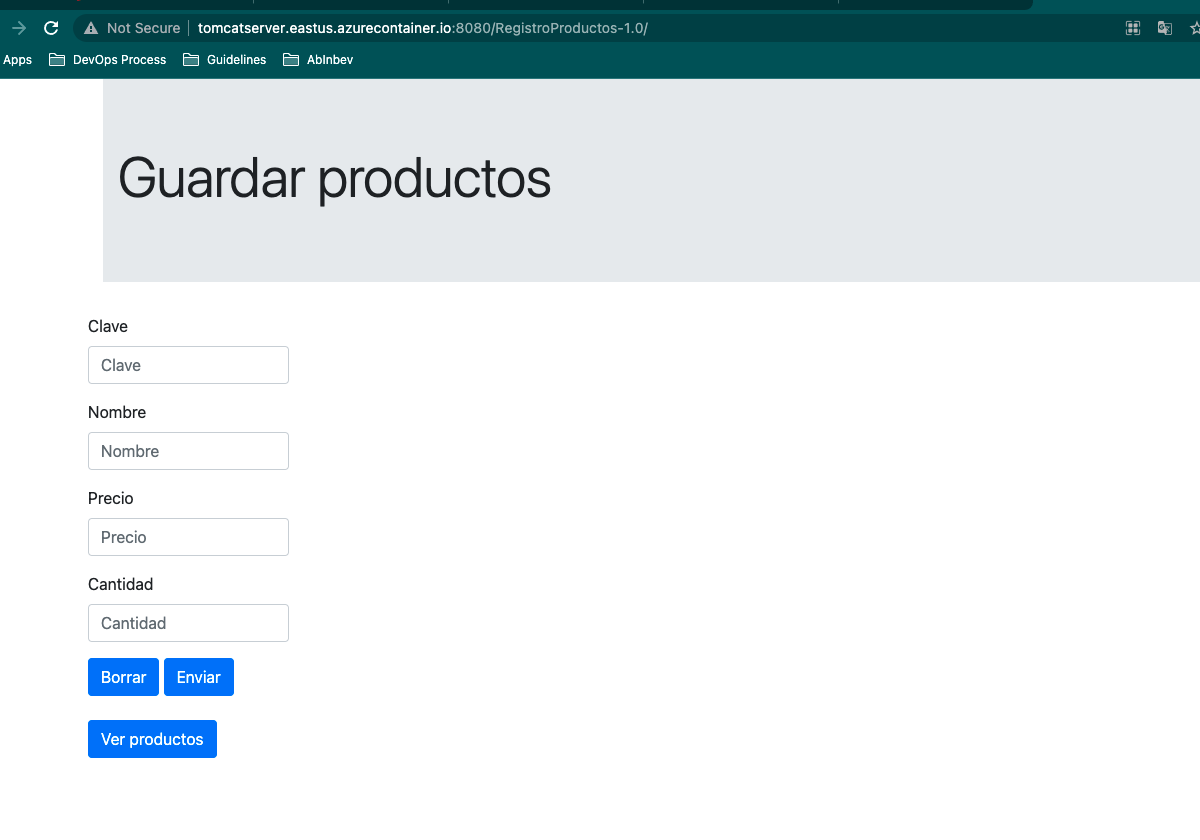 Not Secure tomcatserver.eastus.azurecontainer.io:8080/RegistroProductos-1.0/
Apps DevOps Process Guidelines AbInbev
Guardar productos
Clave
Clave
Nombre
Nombre
Precio
Precio
Cantidad
Cantidad
Borrar Enviar
Ver productos